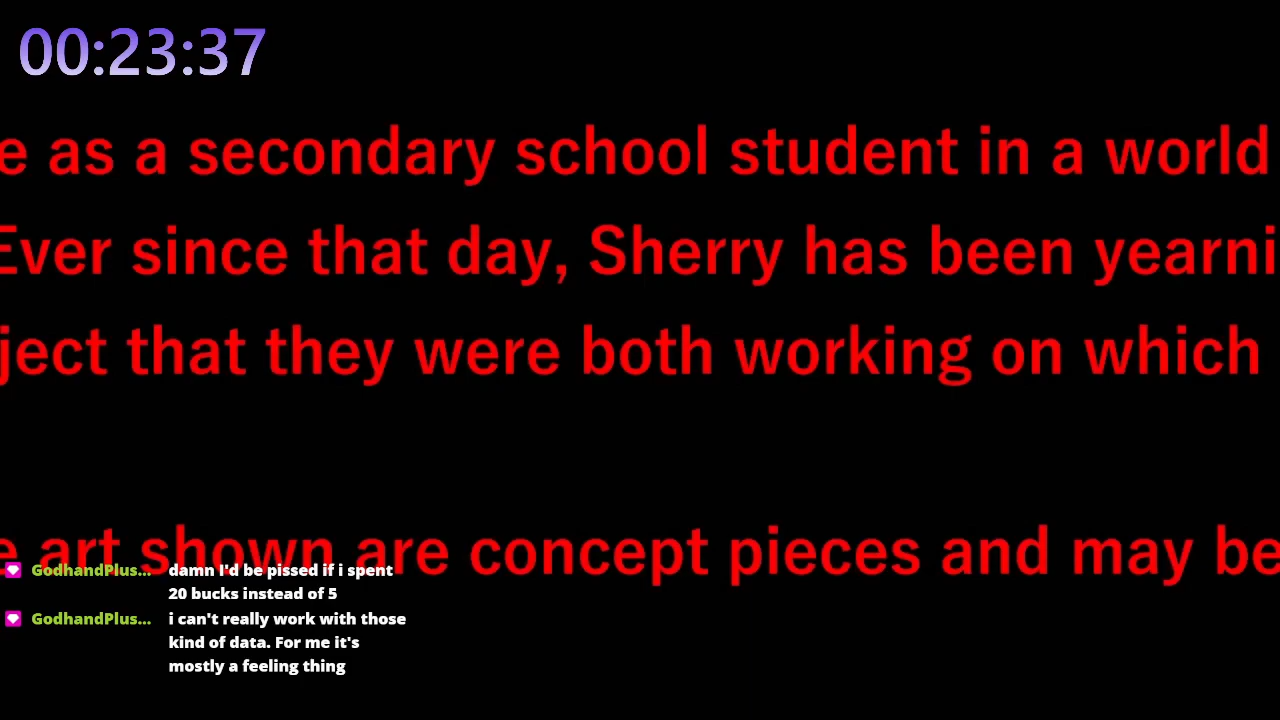 00:23:37
e as a secondary school student in a world
Ever since that day, Sherry has been yearni
ject that they were both working on which
e art shown are concept pieces and may be
GodhandPlus... damn I'd be pissed if i spent
20 bucks instead of 5
GodhandPlus... i can't really work with those
kind of data. For me it's
mostly a feeling thing